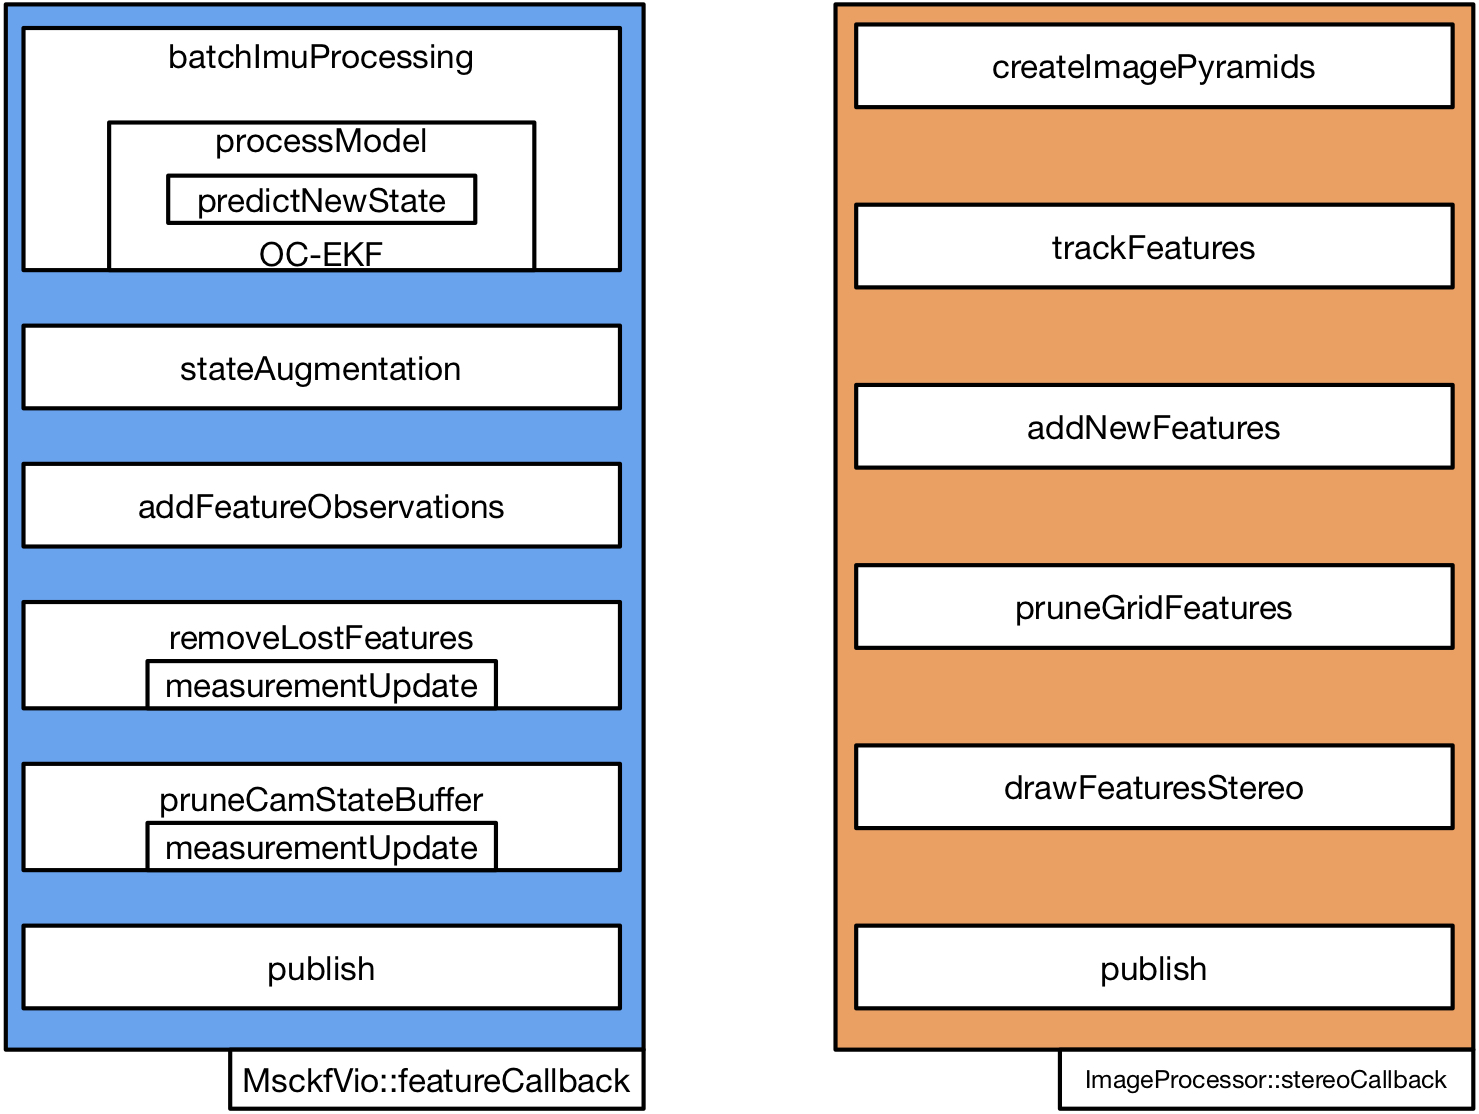 batchImuProcessing
processModel
predictNewState
OC-EKF
stateAugmentation
addFeatureObservations
removeLostFeatures
measurementUpdate
pruneCamStateBuffer
measurementUpdate
publish
MsckfVio::featureCallback
createImagePyramids
trackFeatures
addNewFeatures
pruneGridFeatures
drawFeaturesStereo
publish
ImageProcessor::stereoCallback